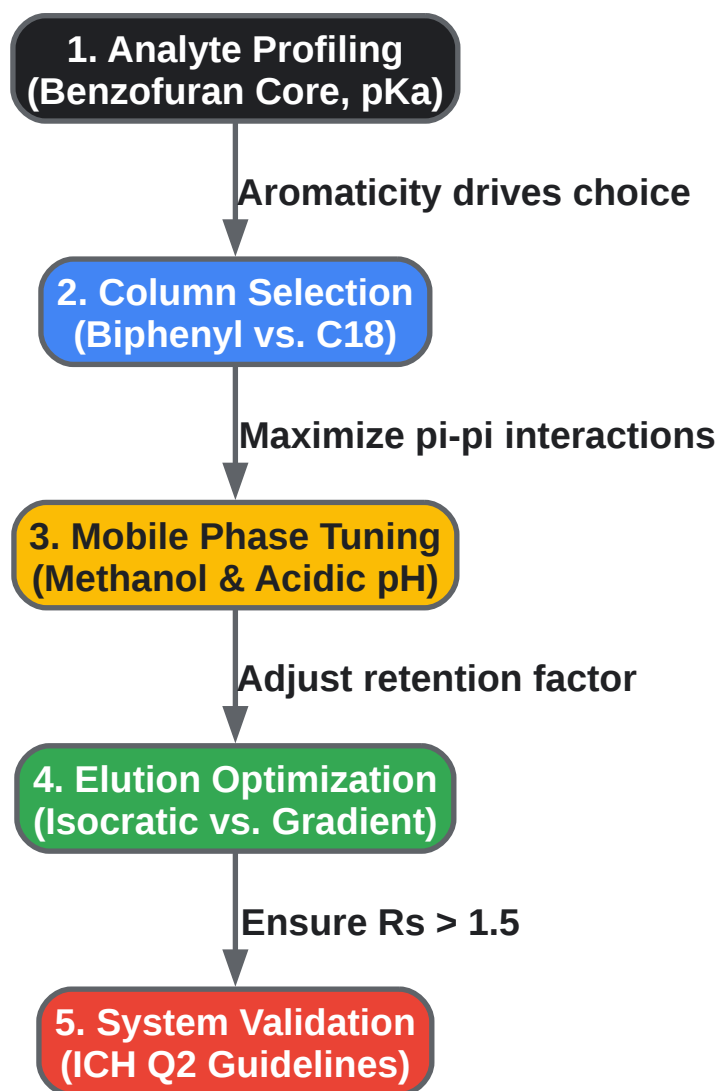 1. Analyte Profiling
(Benzofuran Core, pKa)
Aromaticity drives choice
2. Column Selection
(Biphenyl vs. C18)
Maximize pi-pi interactions
3. Mobile Phase Tuning
(Methanol & Acidic pH)
Adjust retention factor
4. Elution Optimization
(Isocratic vs. Gradient)
Ensure Rs > 1.5
5. System Validation
(ICH Q2 Guidelines)